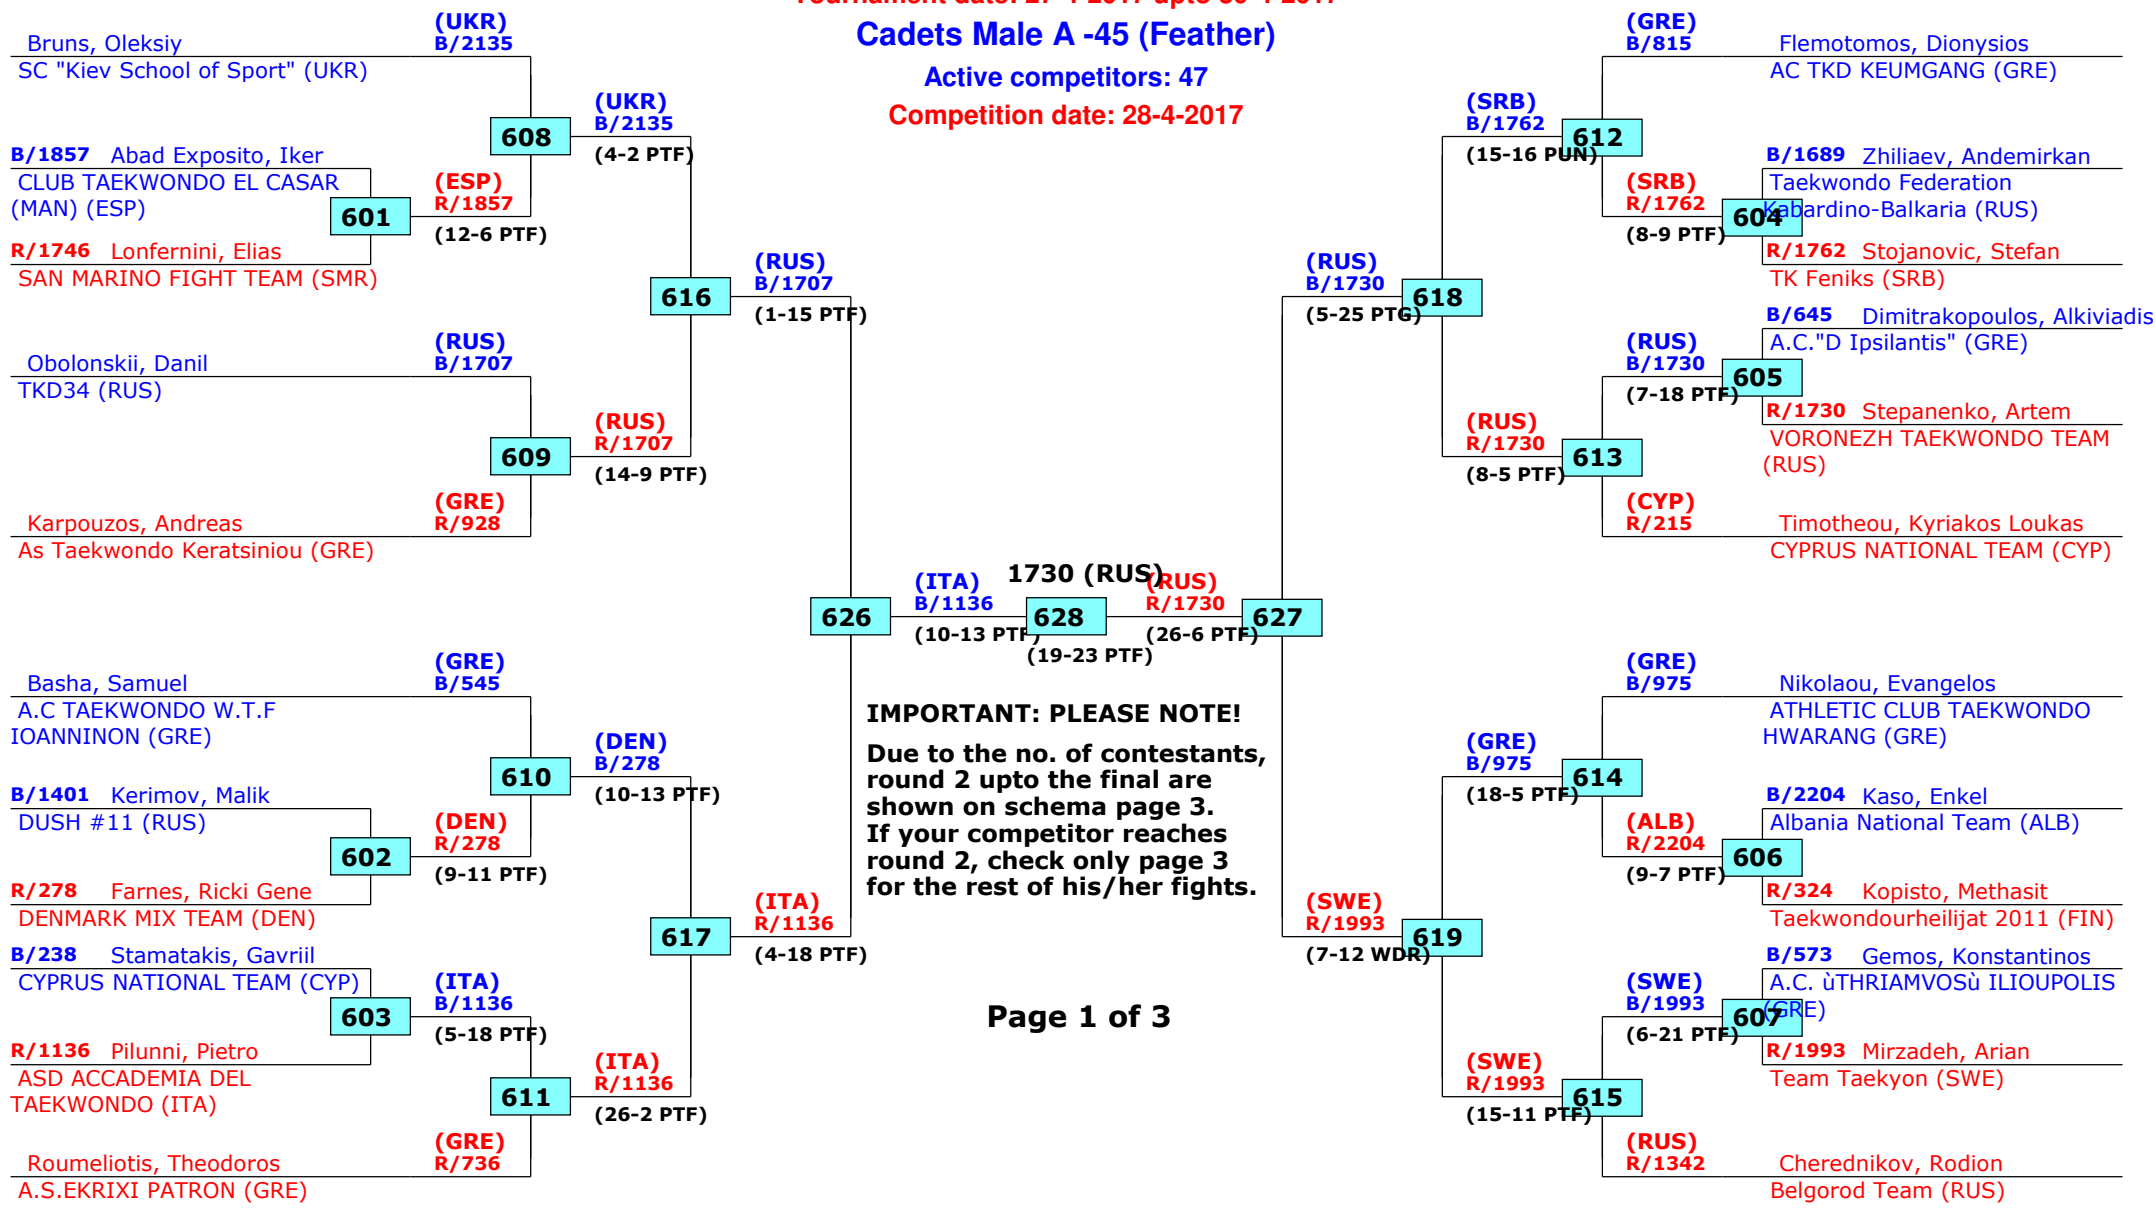 Tournament date: 27-4-2017 upto 30-4-2017
Cadets Male A -45 (Feather)
Active competitors: 47
Competition date: 28-4-2017
Bruns, Oleksiy
SC "Kiev School of Sport" (UKR)
(UKR)
B/2135
B/1857 Abad Exposito, Iker
CLUB TAEKWONDO EL CASAR
(MAN) (ESP)
601
R/1746 Lonfernini, Elias
SAN MARINO FIGHT TEAM (SMR)
(ESP)
R/1857
(12-6 PTF)
608
(UKR)
B/2135
(4-2 PTF)
Obolonskii, Danil
TKD34 (RUS)
(RUS)
B/1707
609
Karpouzos, Andreas
As Taekwondo Keratsiniou (GRE)
(GRE)
R/928
(RUS)
R/1707
(14-9 PTF)
616
(RUS)
B/1707
(1-15 PTF)
Basha, Samuel
A.C TAEKWONDO W.T.F
IOANNINON (GRE)
(GRE)
B/545
B/1401 Kerimov, Malik
DUSH #11 (RUS)
602
R/278 Farnes, Ricki Gene
DENMARK MIX TEAM (DEN)
(DEN)
R/278
(9-11 PTF)
610
(DEN)
B/278
(10-13 PTF)
B/238 Stamatakis, Gavriil
CYPRUS NATIONAL TEAM (CYP)
603
R/1136 Pilunni, Pietro
ASD ACCADEMIA DEL
TAEKWONDO (ITA)
(ITA)
B/1136
(5-18 PTF)
611
Roumeliotis, Theodoros
A.S.EKRIXI PATRON (GRE)
(GRE)
R/736
(ITA)
R/1136
(26-2 PTF)
617
(ITA)
R/1136
(4-18 PTF)
626
(ITA)
B/1136
(10-13 PTF)
1730 (RUS)
628
(19-23 PTF)
(RUS)
R/1730
(26-6 PTF)
627
IMPORTANT: PLEASE NOTE!
Due to the no. of contestants,
round 2 upto the final are
shown on schema page 3.
If your competitor reaches
round 2, check only page 3
for the rest of his/her fights.
Page 1 of 3
(GRE)
B/815
Flemotomos, Dionysios
AC TKD KEUMGANG (GRE)
(SRB)
B/1762
(15-16 PUN)
612
(SRB)
R/1762
(8-9 PTF)
604
B/1689 Zhiliaev, Andemirkan
Taekwondo Federation
Kabardino-Balkaria (RUS)
R/1762 Stojanovic, Stefan
TK Feniks (SRB)
(RUS)
B/1730
(5-25 PTG)
618
(RUS)
B/1730
(7-18 PTF)
605
B/645 Dimitrakopoulos, Alkiviadis
A.C."D Ipsilantis" (GRE)
R/1730 Stepanenko, Artem
VORONEZH TAEKWONDO TEAM
(RUS)
(RUS)
R/1730
(8-5 PTF)
613
(CYP)
R/215
Timotheou, Kyriakos Loukas
CYPRUS NATIONAL TEAM (CYP)
(GRE)
B/975
Nikolaou, Evangelos
ATHLETIC CLUB TAEKWONDO
HWARANG (GRE)
(GRE)
B/975
(18-5 PTF)
614
(ALB)
R/2204
(9-7 PTF)
606
B/2204 Kaso, Enkel
Albania National Team (ALB)
R/324 Kopisto, Methasit
Taekwondourheilijat 2011 (FIN)
(SWE)
R/1993
(7-12 WDR)
619
(SWE)
B/1993
(6-21 PTF)
607
B/573 Gemos, Konstantinos
A.C. ùTHRIAMVOSù ILIOUPOLIS
(GRE)
R/1993 Mirzadeh, Arian
Team Taekyon (SWE)
(SWE)
R/1993
(15-11 PTF)
615
(RUS)
R/1342
Cherednikov, Rodion
Belgorod Team (RUS)